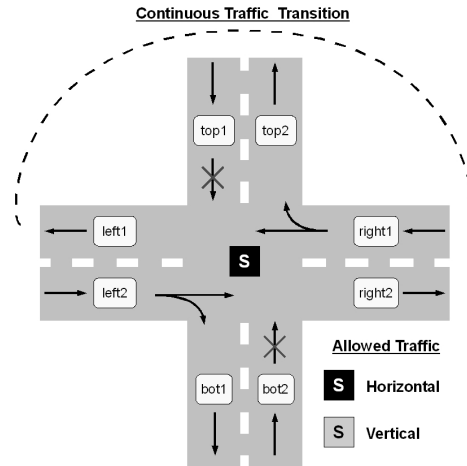 Continuous Traffic Transition
top1
top2
left1
right1
S
left2
right2
Allowed Traffic
bot1
bot2
S Horizontal
S Vertical